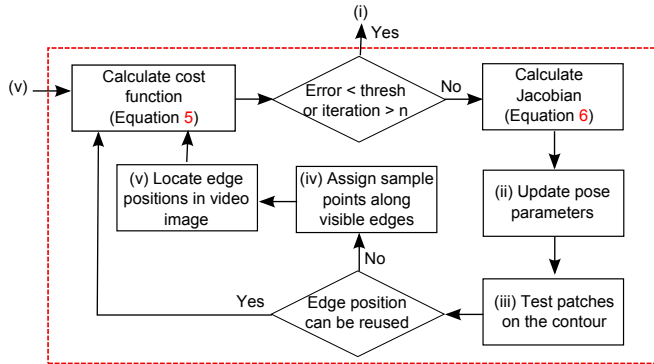 (i)
Yes
(v)
Calculate cost
function
(Equation 5)
Error < thresh
or iteration > n
No
Calculate
Jacobian
(Equation 6)
(v) Locate edge
positions in video
image
(iv) Assign sample
points along
visible edges
(ii) Update pose
parameters
No
Yes
Edge position
can be reused
(iii) Test patches
on the contour